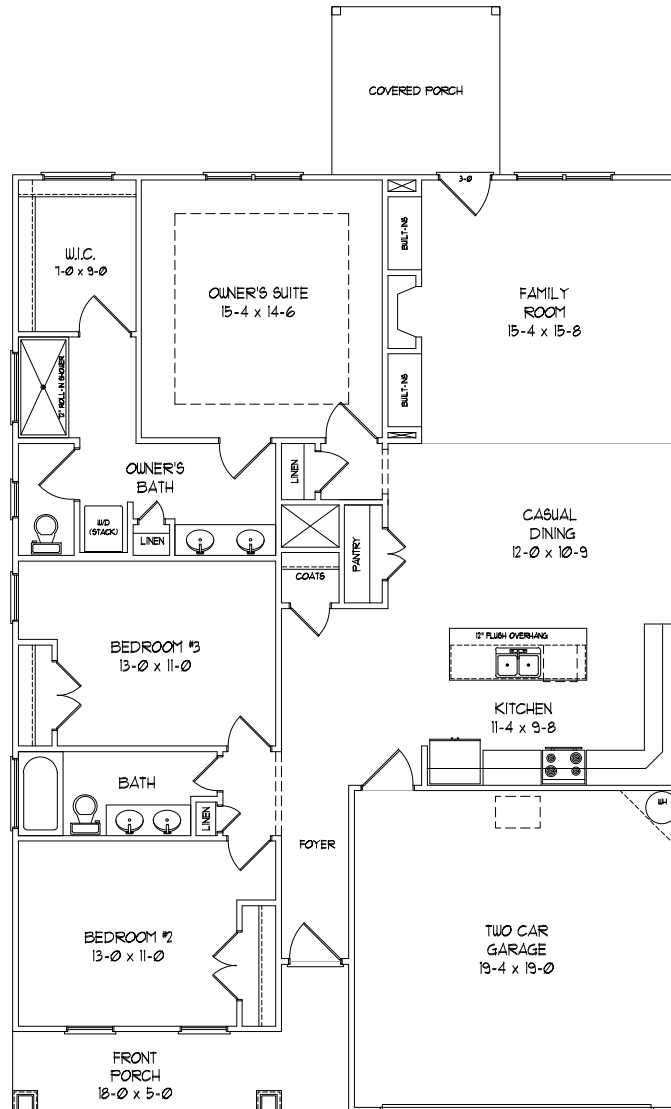 COVERED PORCH
3-0
W.I.C.
7-0 x 9-0
OWNER'S SUITE
15-4 x 14-6
BUILT-INS
FAMILY
ROOM
15-4 x 15-8
BUILT-INS
72" ROLL-IN SHOWER
OWNER'S
BATH
LINEN
W/D
(STACK)
LINEN
CASUAL
DINING
12-0 x 10-9
PANTRY
COATS
BEDROOM #3
13-0 x 11-0
12" FLUSH OVERHANG
KITCHEN
11-4 x 9-8
BATH
LINEN
FOYER
WH
BEDROOM #2
13-0 x 11-0
TWO CAR
GARAGE
19-4 x 19-0
FRONT
PORCH
18-0 x 5-0